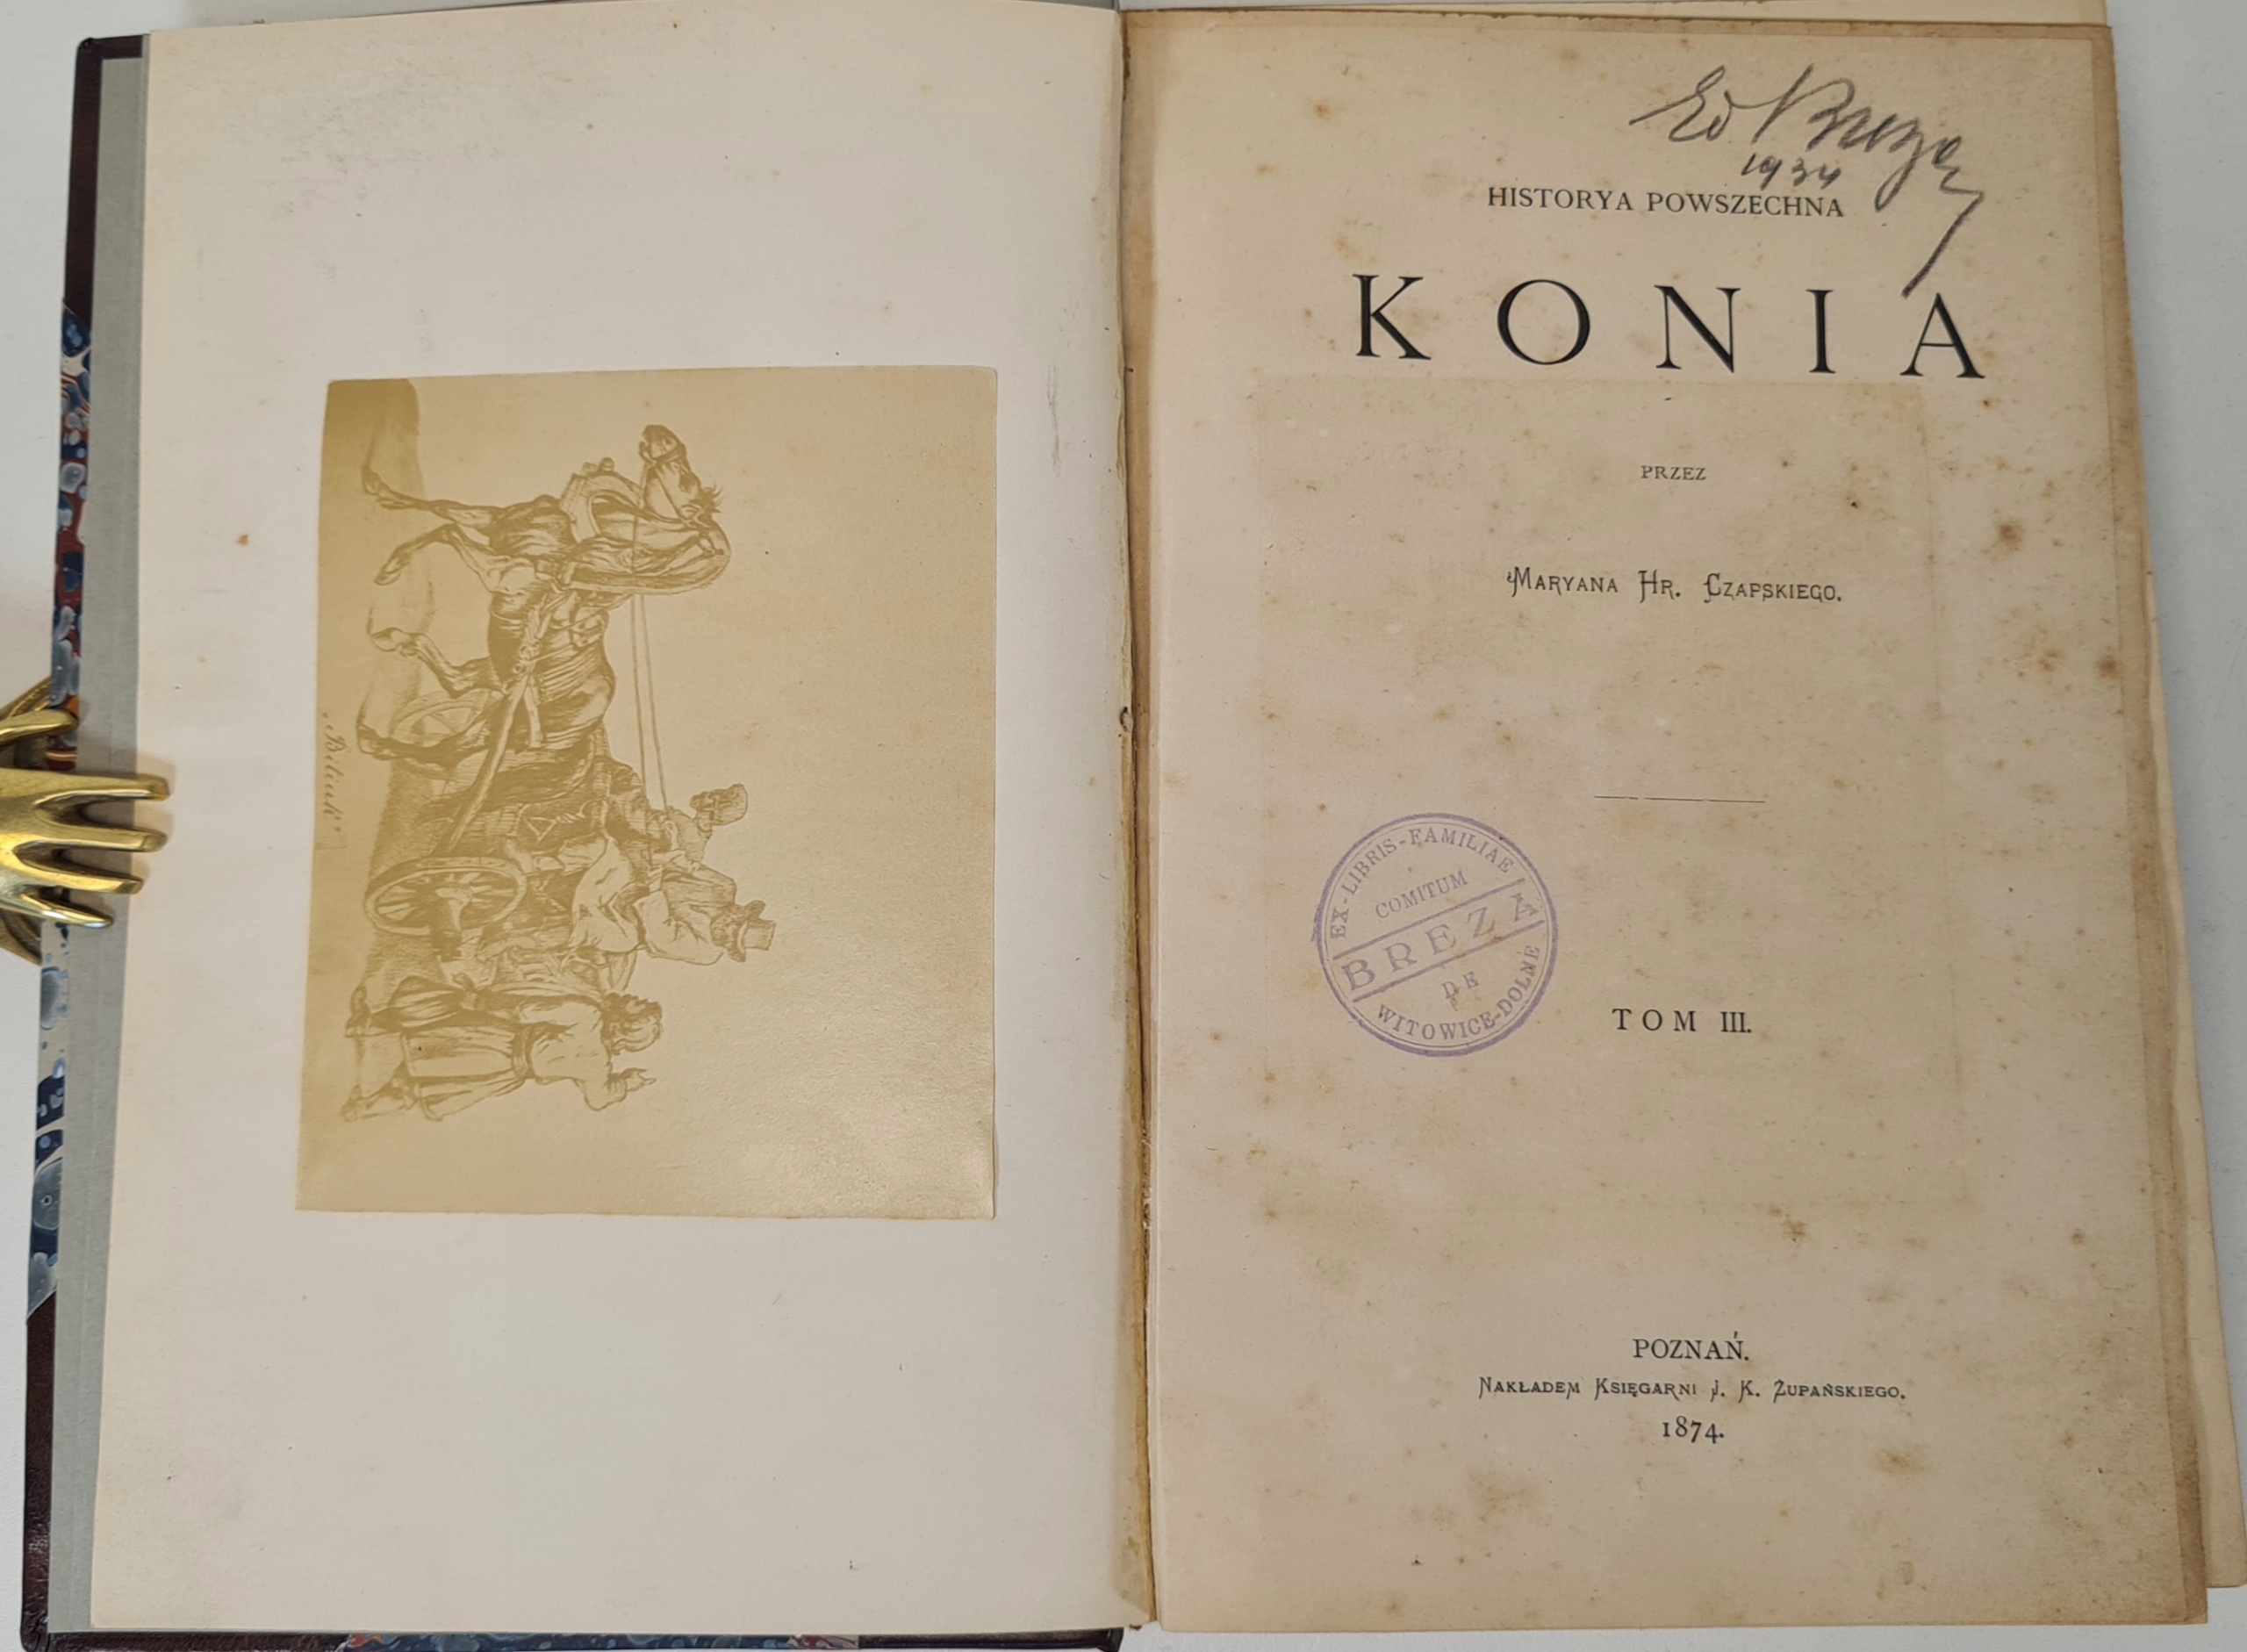 „Bitiuk"
Ed Breza
1934
HISTORYA POWSZECHNA
KONIA
PRZEZ
MARYANA HR. CZAPSKIEGO.
EX-LIBRIS-FAMILIAE
COMITUM
BREZA
DE
WITOWICE-DOLNE
TOM III.
POZNAŃ.
NAKŁADEM KSIĘGARNI J. K. ŻUPAŃSKIEGO.
1874.